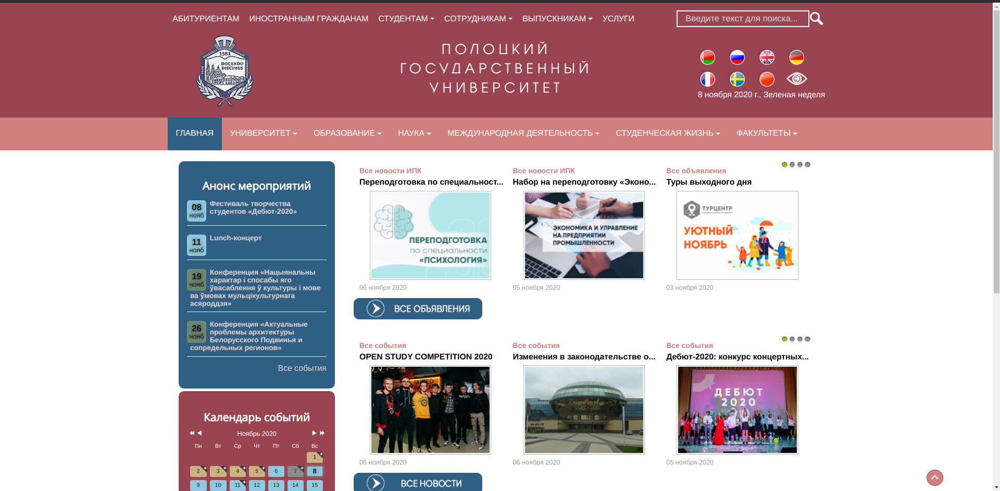 АБИТУРИЕНТАМ ИНОСТРАННЫМ ГРАЖДАНАМ СТУДЕНТАМ СОТРУДНИКАМ ВЫПУСКНИКАМ УСЛУГИ
Введите текст для поиска...
1581
DOCENDO
DISCIMUS
ПОЛОЦКИЙ
ГОСУДАРСТВЕННЫЙ
УНИВЕРСИТЕТ
8 ноября 2020 г., Зеленая неделя
ГЛАВНАЯ УНИВЕРСИТЕТ ОБРАЗОВАНИЕ НАУКА МЕЖДУНАРОДНАЯ ДЕЯТЕЛЬНОСТЬ СТУДЕНЧЕСКАЯ ЖИЗНЬ ФАКУЛЬТЕТЫ
Анонс мероприятий
08
нояб
Фестиваль творчества
студентов «Дебют-2020»
11
нояб
Lunch-концерт
19
нояб
Конференция «Нацыянальны
характар і спосабы яго
ўвасаблення ў культуры і мове
ва ўмовах мультікультурнага
асяроддзя»
26
нояб
Конференция «Актуальные
проблемы архитектуры
Белорусского Подвинья и
сопредельных регионов»
Все события
Календарь событий
Ноябрь 2020
Пн Вт Ср Чт Пт Сб Вс
1
2 3 4 5 6 7 8
9 10 11 12 13 14 15
Все новости ИПК
Переподготовка по специальност...
ПЕРЕПОДГОТОВКА
по специальности
«ПСИХОЛОГИЯ»
06 ноября 2020
Все новости ИПК
Набор на переподготовку «Эконо...
ЭКОНОМИКА И УПРАВЛЕНИЕ
НА ПРЕДПРИЯТИИ
ПРОМЫШЛЕННОСТИ
05 ноября 2020
Все объявления
Туры выходного дня
ТУРЦЕНТР
УЮТНЫЙ
НОЯБРЬ
03 ноября 2020
ВСЕ ОБЪЯВЛЕНИЯ
Все события
OPEN STUDY COMPETITION 2020
UNITED
06 ноября 2020
Все события
Изменения в законодательстве о...
06 ноября 2020
Все события
Дебют-2020: конкурс концертных...
ДЕБЮТ
2020
05 ноября 2020
ВСЕ НОВОСТИ